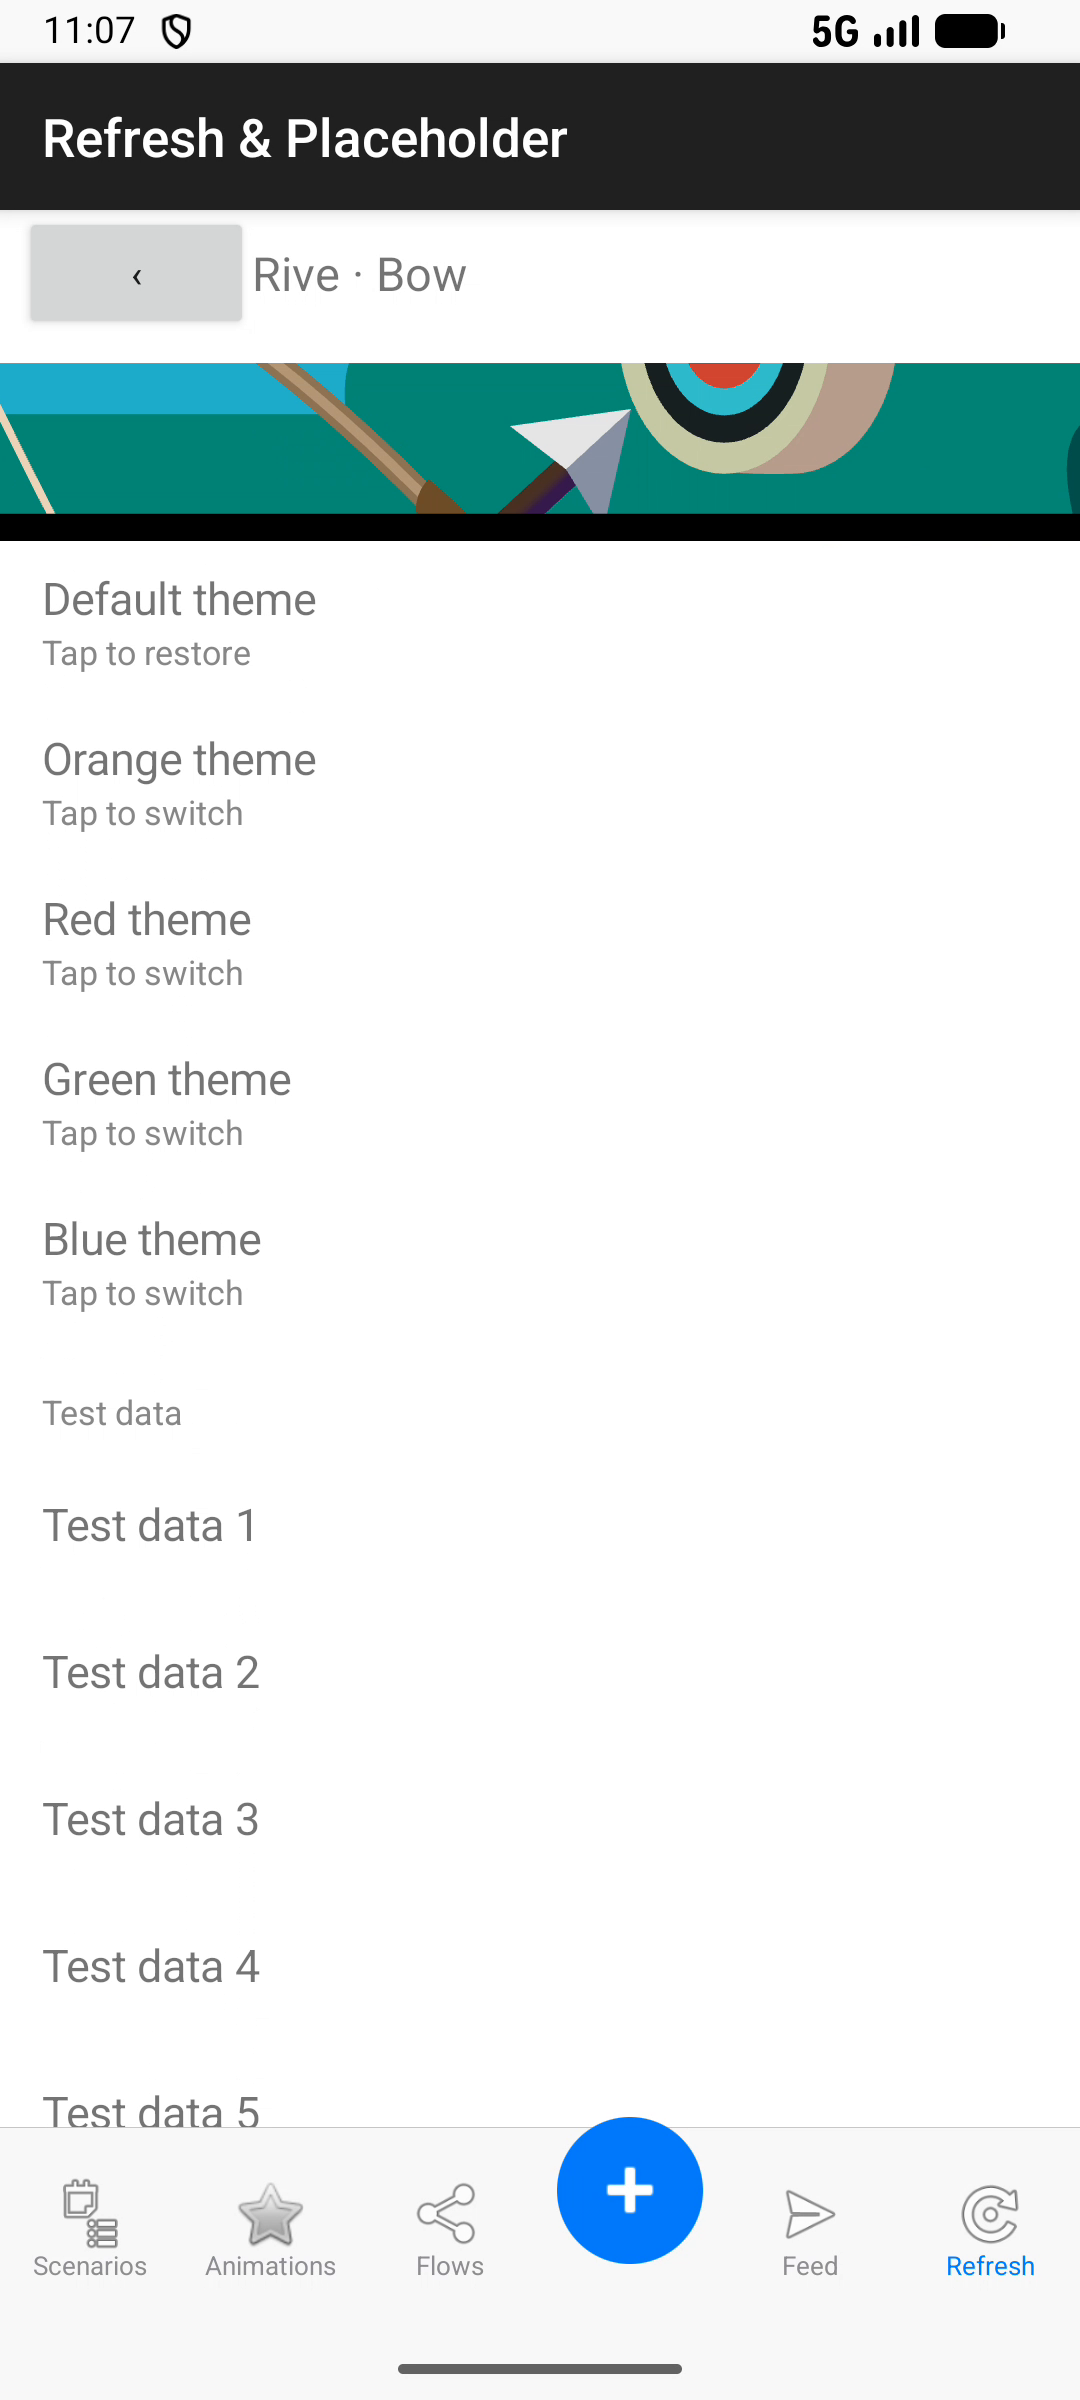 11:07
5G
Refresh & Placeholder
‹
Rive · Bow
Default theme
Tap to restore
Orange theme
Tap to switch
Red theme
Tap to switch
Green theme
Tap to switch
Blue theme
Tap to switch
Test data
Test data 1
Test data 2
Test data 3
Test data 4
Test data 5
Scenarios
Animations
Flows
Feed
Refresh